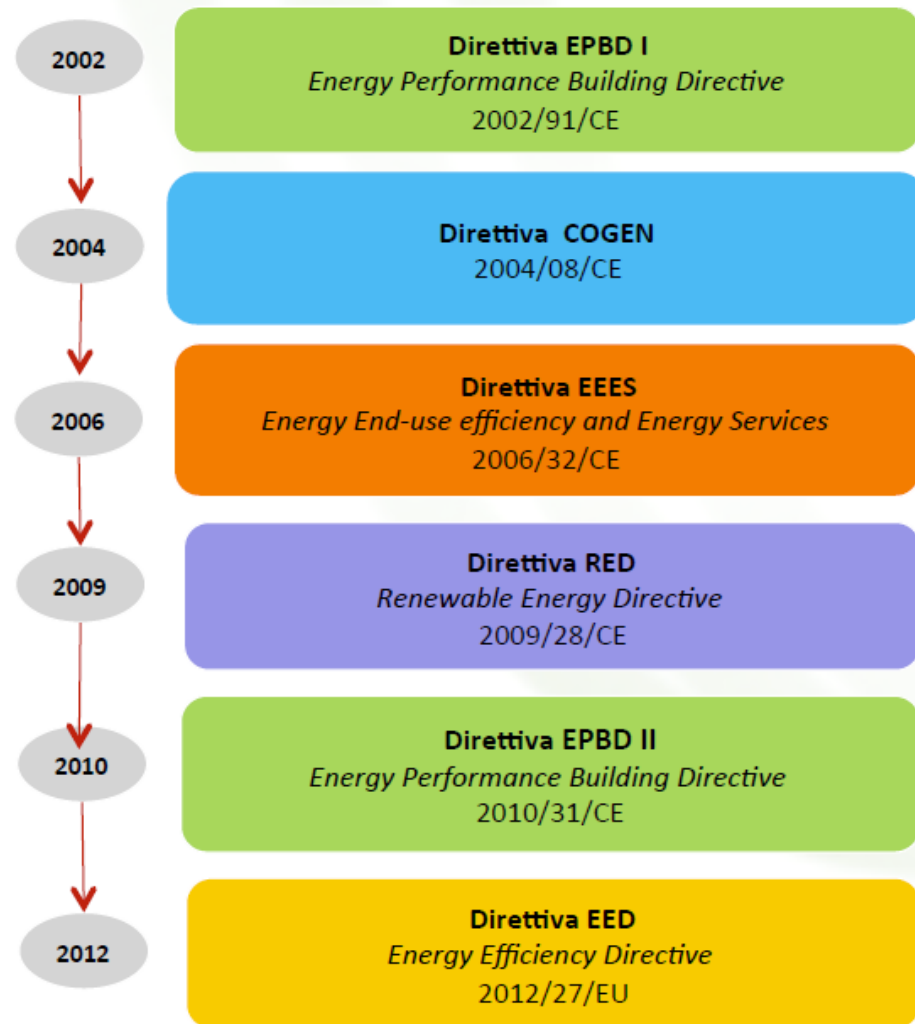 2002
Direttiva EPBD I
Energy Performance Building Directive
2002/91/CE
2004
Direttiva COGEN
2004/08/CE
2006
Direttiva EEES
Energy End-use efficiency and Energy Services
2006/32/CE
2009
Direttiva RED
Renewable Energy Directive
2009/28/CE
2010
Direttiva EPBD II
Energy Performance Building Directive
2010/31/CE
2012
Direttiva EED
Energy Efficiency Directive
2012/27/EU